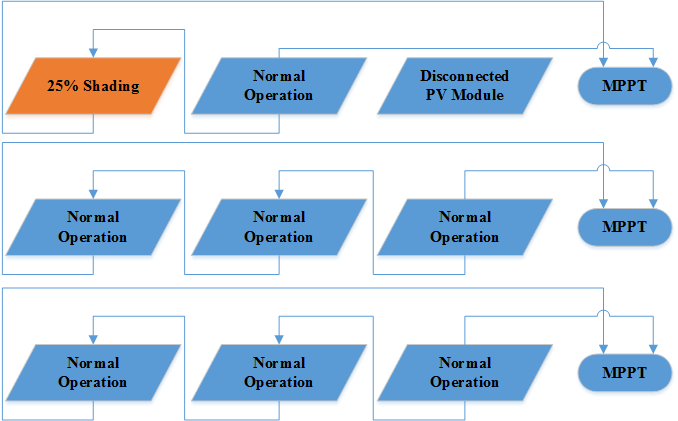 25% Shading
Normal
Operation
Disconnected
PV Module
MPPT
Normal
Operation
Normal
Operation
Normal
Operation
MPPT
Normal
Operation
Normal
Operation
Normal
Operation
MPPT